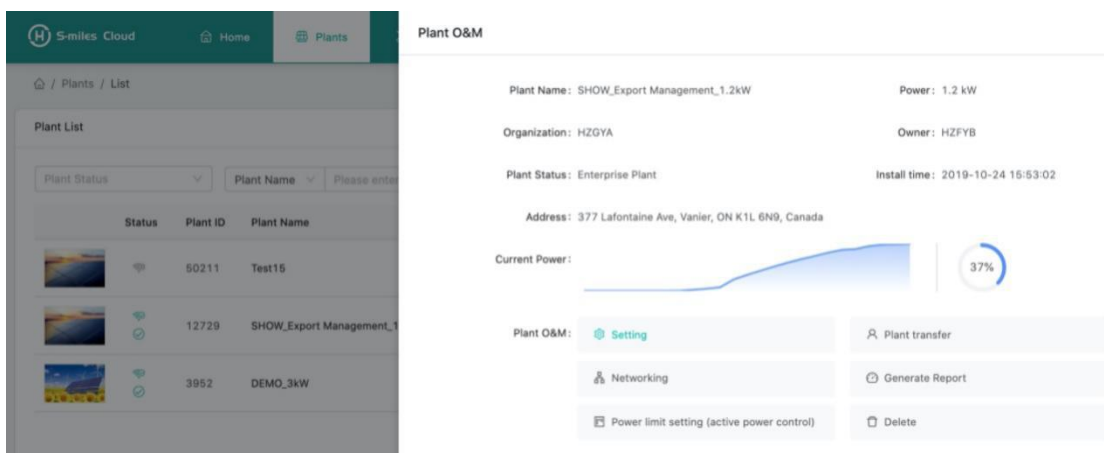 S-miles Cloud
Home
Plants
Plant O&M
/ Plants / List
Plant List
Plant Status
Plant Name
Please enter
Status Plant ID Plant Name
50211 Test15
12729 SHOW_Export Management_1
3952 DEMO_3kW
Plant Name: SHOW_Export Management_1.2kW
Power: 1.2 kW
Organization: HZGYA
Owner: HZFYB
Plant Status: Enterprise Plant
Install time: 2019-10-24 15:53:02
Address: 377 Lafontaine Ave, Vanier, ON K1L 6N9, Canada
Current Power:
37%
Plant O&M:
Setting
Plant transfer
Networking
Generate Report
Power limit setting (active power control)
Delete